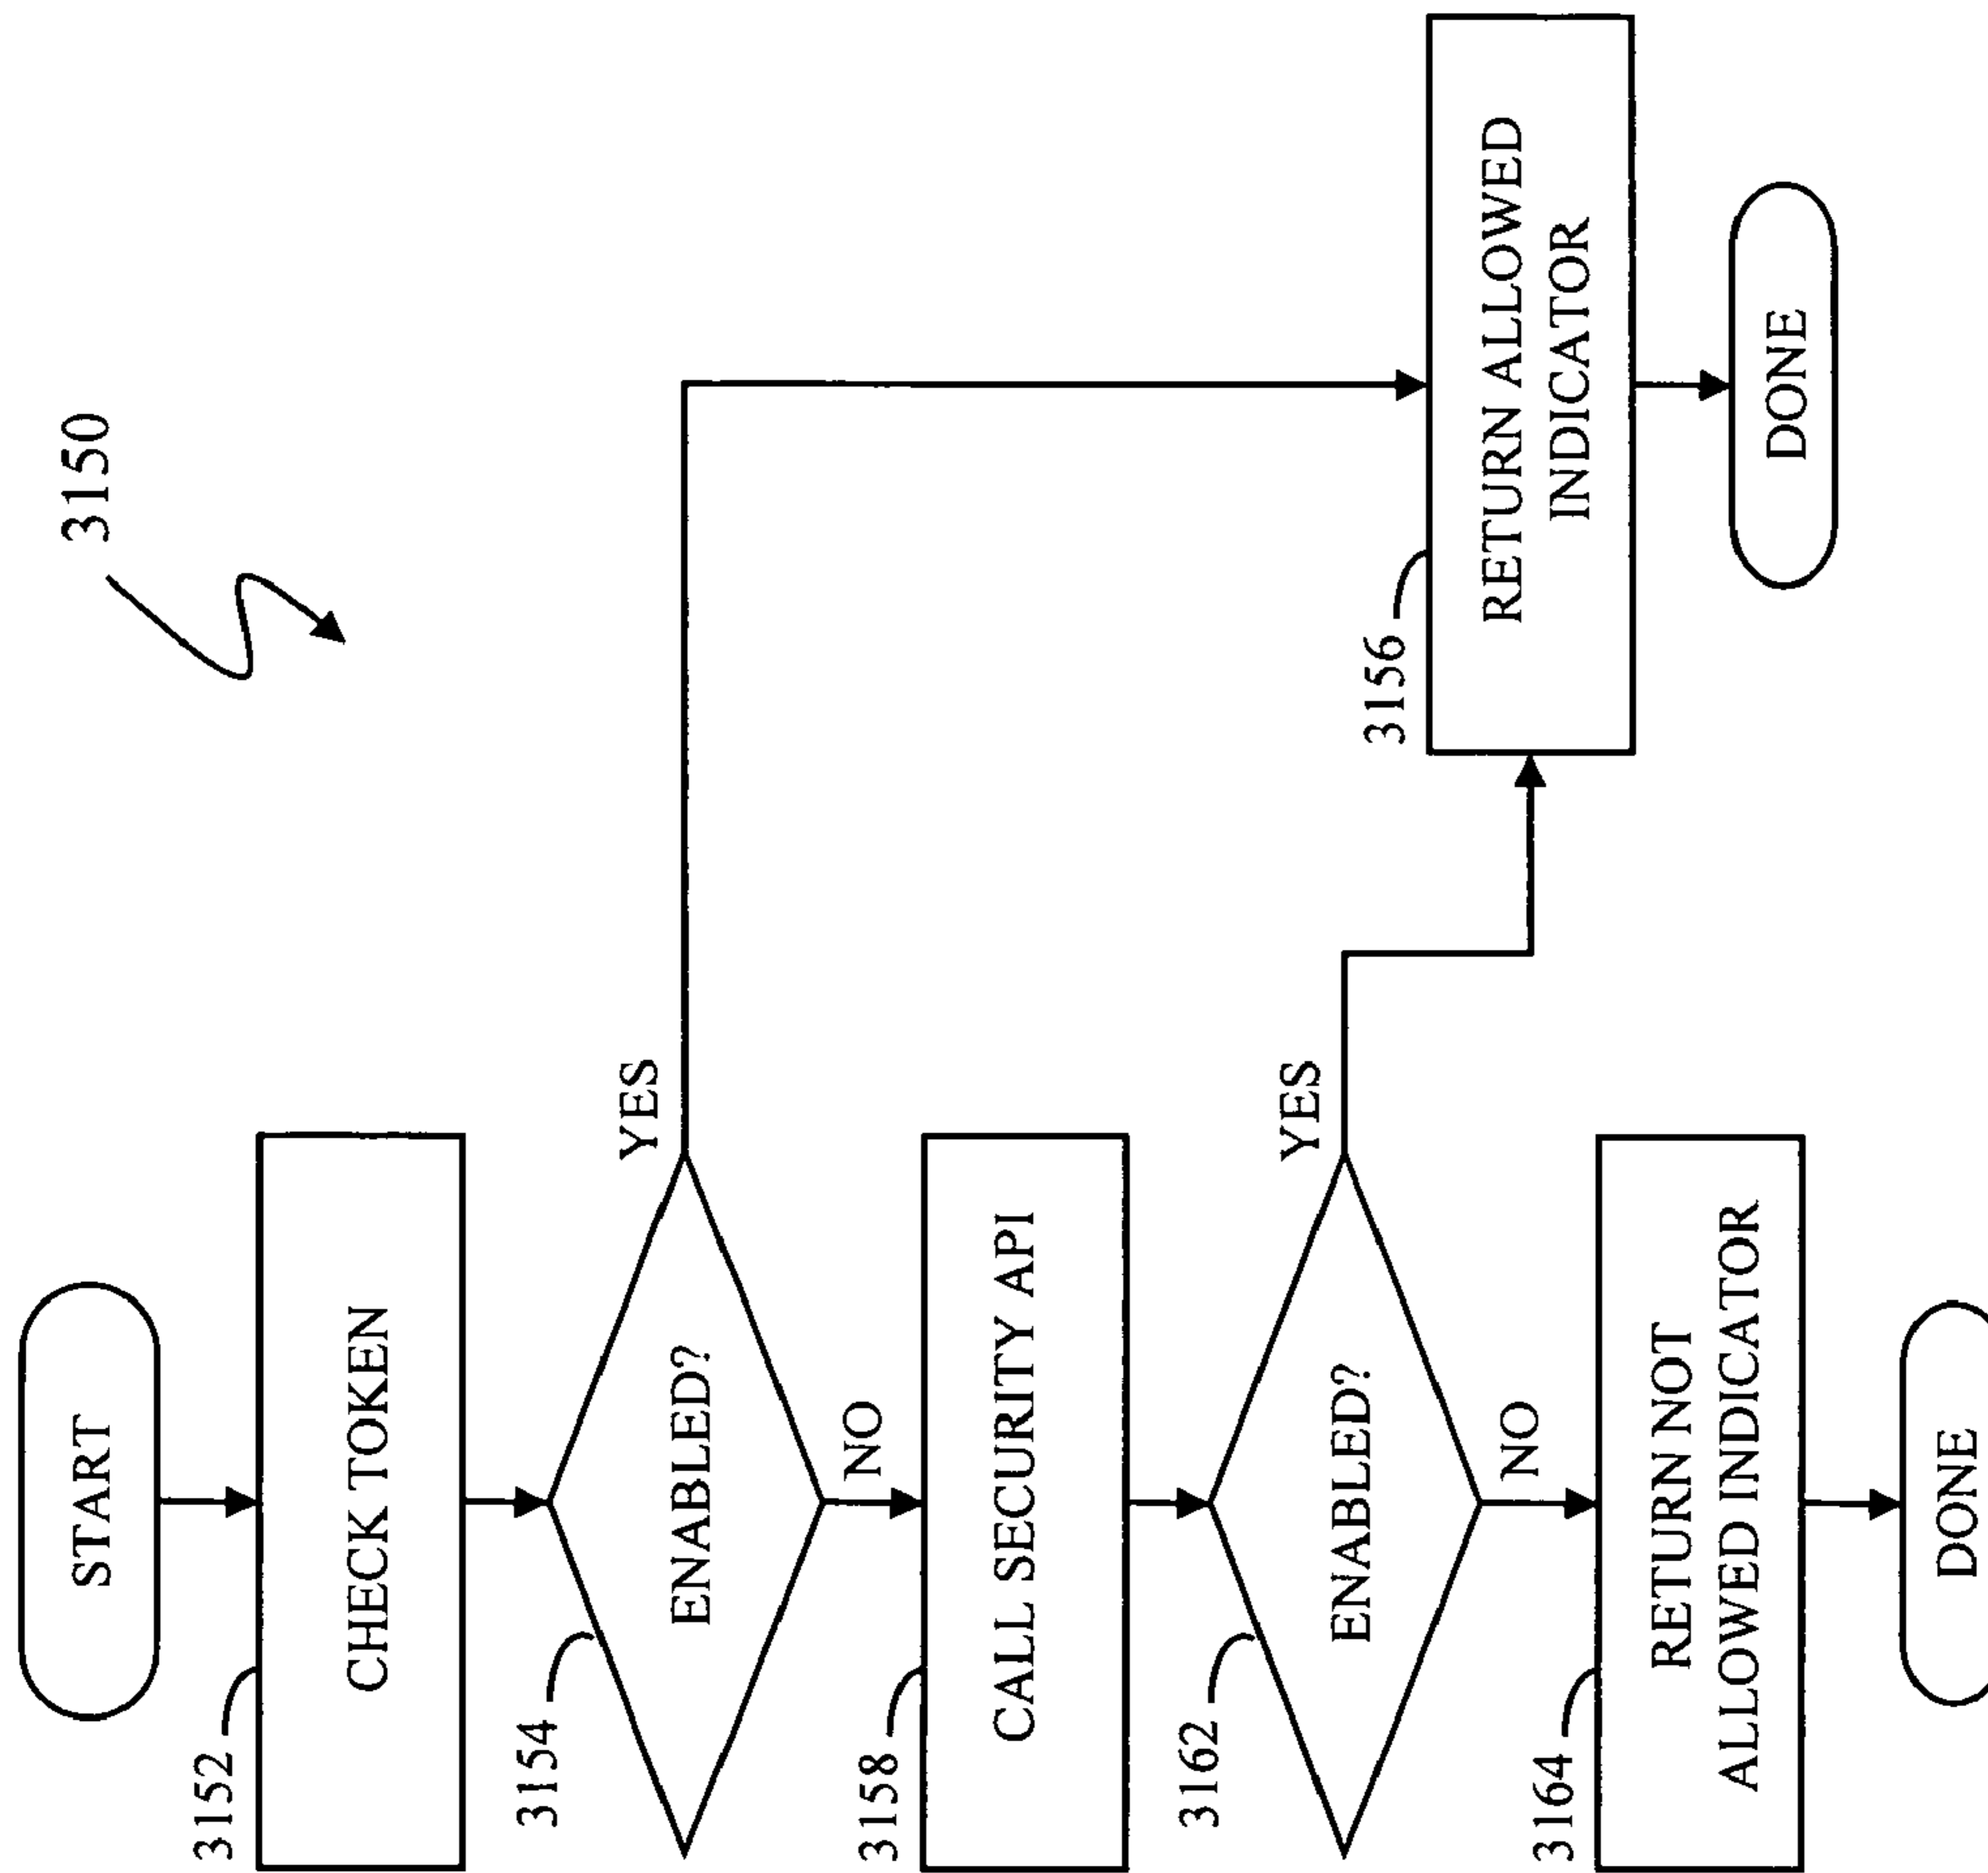 3150
START
3152
CHECK TOKEN
3154
ENABLED?
YES
NO
3158
CALL SECURITY API
3162
ENABLED?
YES
NO
3156
RETURN ALLOWED
INDICATOR
DONE
3164
RETURN NOT
ALLOWED INDICATOR
DONE